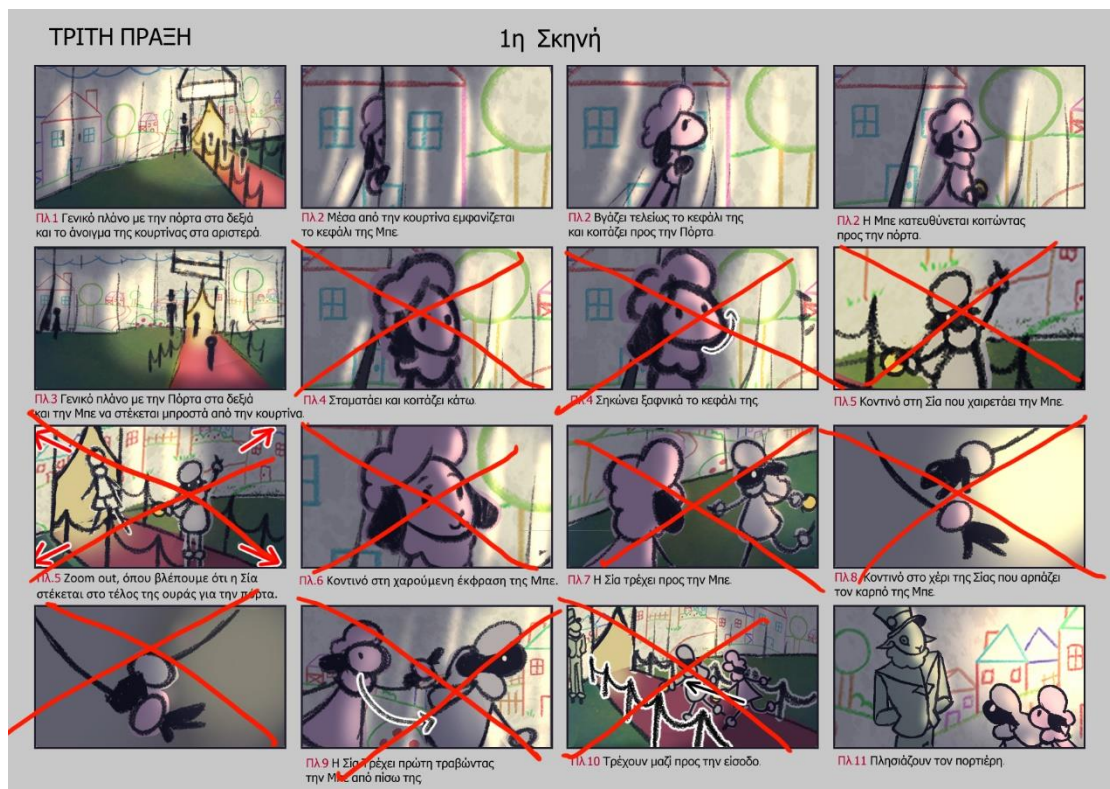 ΤΡΙΤΗ ΠΡΑΞΗ
1η Σκηνή
Πλ.1 Γενικό πλάνο με την πόρτα στα δεξιά
και το άνοιγμα της κουρτίνας στα αριστερά.
Πλ.2 Μέσα από την κουρτίνα εμφανίζεται
το κεφάλι της Μπε.
Πλ.2 Βγάζει τελείως το κεφάλι της
και κοιτάζει προς την Πόρτα.
Πλ.2 Η Μπε κατευθύνεται κοιτώντας
προς την πόρτα.
Πλ.3 Γενικό πλάνο με την Πόρτα στα δεξιά
και την Μπε να στέκεται μπροστά από την κουρτίνα.
Πλ.4 Σταματάει και κοιτάζει κάτω.
Πλ.4 Σηκώνει ξαφνικά το κεφάλι της.
Πλ.5 Κοντινό στη Σία που χαιρετάει την Μπε.
Πλ.5 Zoom out, όπου βλέπουμε ότι η Σία
στέκεται στο τέλος της ουράς για την πόρτα.
Πλ.6 Κοντινό στη χαρούμενη έκφραση της Μπε.
Πλ.7 Η Σία τρέχει προς την Μπε.
Πλ.8 Κοντινό στο χέρι της Σίας που αρπάζει
τον καρπό της Μπε.
Πλ.9 Η Σία Τρέχει πρώτη τραβώντας
την Μπε από πίσω της.
Πλ.10 Τρέχουν μαζί προς την είσοδο.
Πλ.11 Πλησιάζουν τον πορτιέρη.